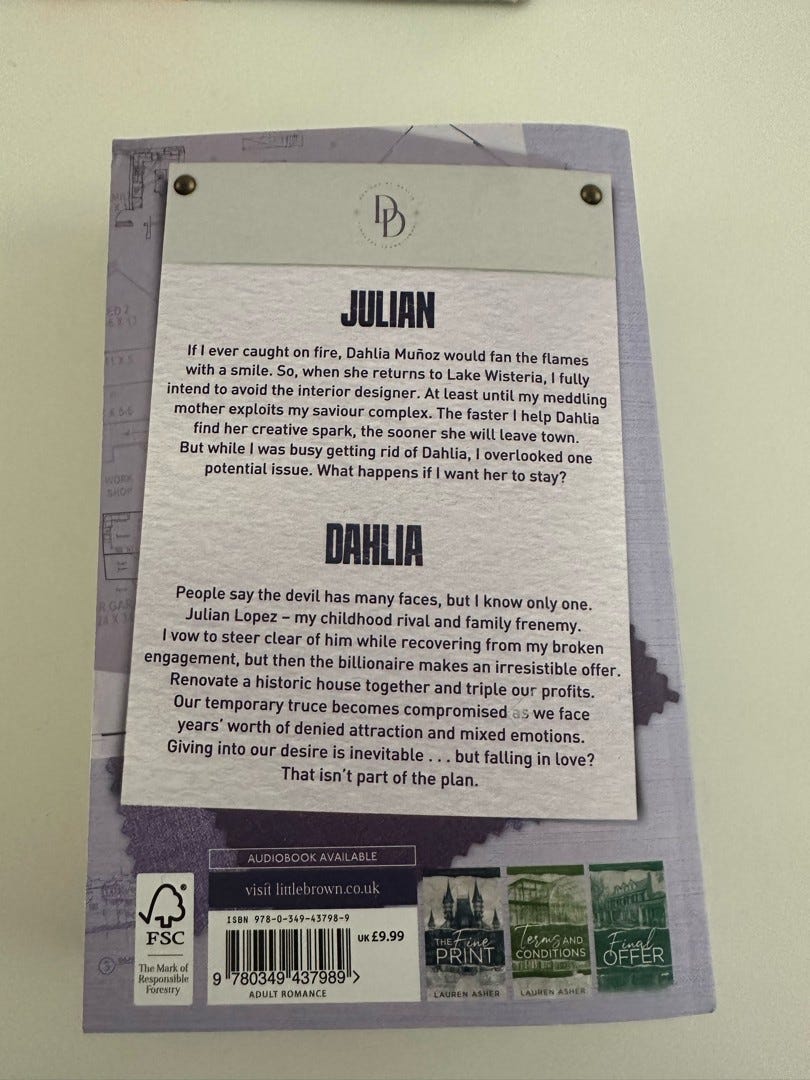 DD
JULIAN
If I ever caught on fire, Dahlia Muñoz would fan the flames
with a smile. So, when she returns to Lake Wisteria, I fully
intend to avoid the interior designer. At least until my meddling
mother exploits my saviour complex. The faster I help Dahlia
find her creative spark, the sooner she will leave town.
But while I was busy getting rid of Dahlia, I overlooked one
potential issue. What happens if I want her to stay?
DAHLIA
People say the devil has many faces, but I know only one.
Julian Lopez – my childhood rival and family frenemy.
I vow to steer clear of him while recovering from my broken
engagement, but then the billionaire makes an irresistible offer.
Renovate a historic house together and triple our profits.
Our temporary truce becomes compromised as we face
years' worth of denied attraction and mixed emotions.
Giving into our desire is inevitable . . . but falling in love?
That isn't part of the plan.
WORK
SHOP
AUDIOBOOK AVAILABLE
visit littlebrown.co.uk
FSC
The Mark of
Responsible
Forestry
ISBN 978-0-349-43798-9
UK £9.99
9 780349 437989 >
ADULT ROMANCE
THE Fine
PRINT
LAUREN ASHER
Terms AND
CONDITIONS
LAUREN ASHER
Final
OFFER